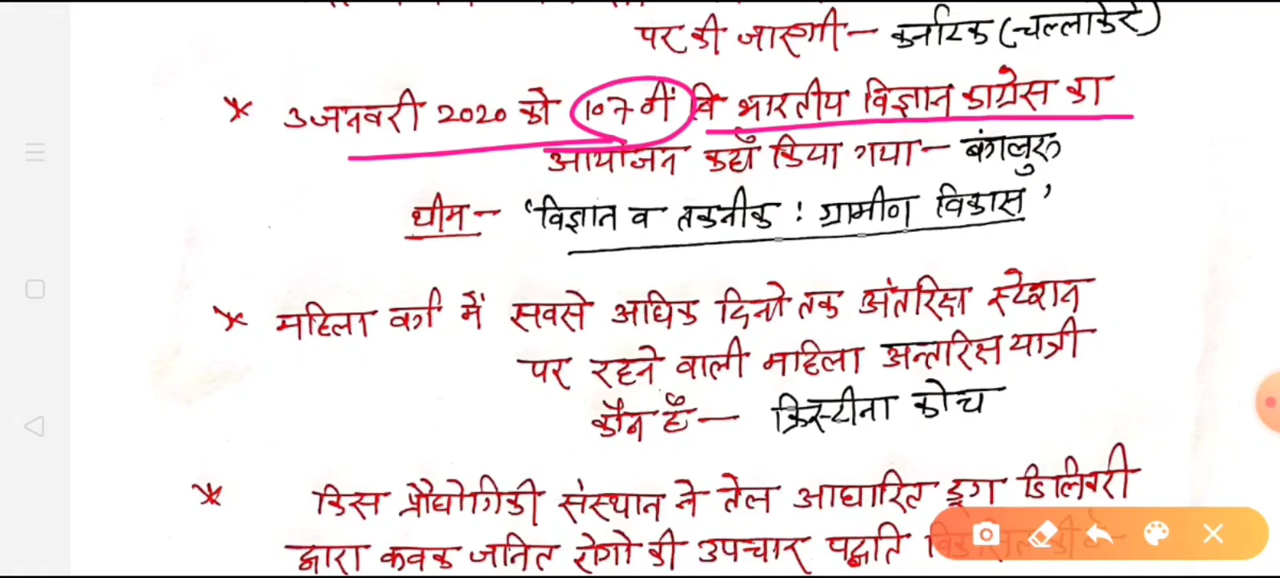 पर की जाएगी - कर्नाटक (चल्लाकेरे)
* 3 जनवरी 2020 को 107 वीं वि भारतीय विज्ञान कांग्रेस का
आयोजन कहाँ किया गया - बंगलुरु
थीम - 'विज्ञान व तकनीक : ग्रामीण विकास'
* महिला वर्ग में सबसे अधिक दिनो तक अंतरिक्ष स्टेशन
पर रहने वाली महिला अन्तरिक्ष यात्री
कौन है - क्रिस्टीना कोच
* किस प्रौद्योगिकी संस्थान ने तेल आधारित ड्रग डिलिवरी
द्वारा कवक जनित रोगो की उपचार पद्धति